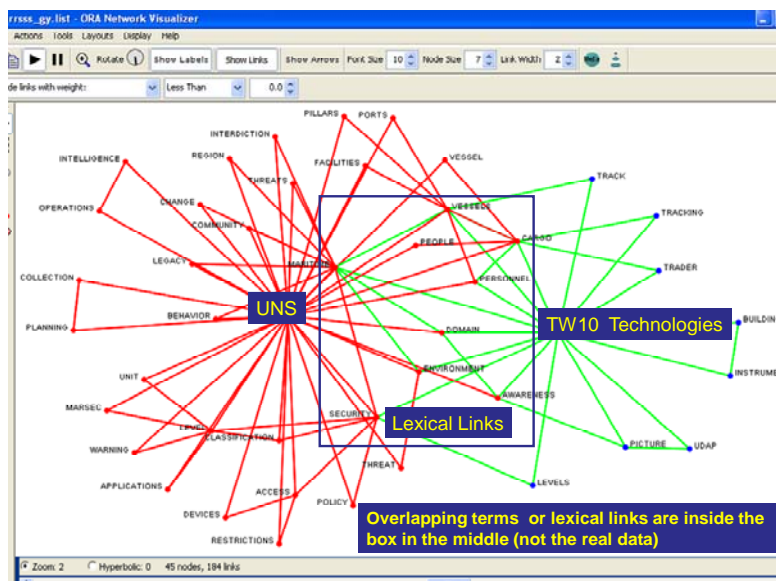 rrsss_gy.list - ORA Network Visualizer
Actions Tools Layouts Display Help
Rotate Show Labels Show Links Show Arrows Font Size 10 Node Size 7 Link Width 2
de links with weight: Less Than 0.0
PILLARS PORTS
INTERDICTION
INTELLIGENCE REGION FACILITIES VESSEL
THREATS TRACK
OPERATIONS CHANGE VESSELS TRACKING
COMMUNITY PEOPLE CARGO
LEGACY MARITIME TRADER
COLLECTION PERSONNEL
BEHAVIOR UNS TW10 Technologies BUILDIN
PLANNING DOMAIN
UNIT ENVIRONMENT INSTRUME
MARSEC SECURITY AWARENESS
LEVEL Lexical Links
WARNING CLASSIFICATION PICTURE UDAP
THREAT
APPLICATIONS ACCESS LEVELS
DEVICES POLICY
Overlapping terms or lexical links are inside the
box in the middle (not the real data)
RESTRICTIONS
Zoom: 2 Hyperbolic: 0 45 nodes, 184 links